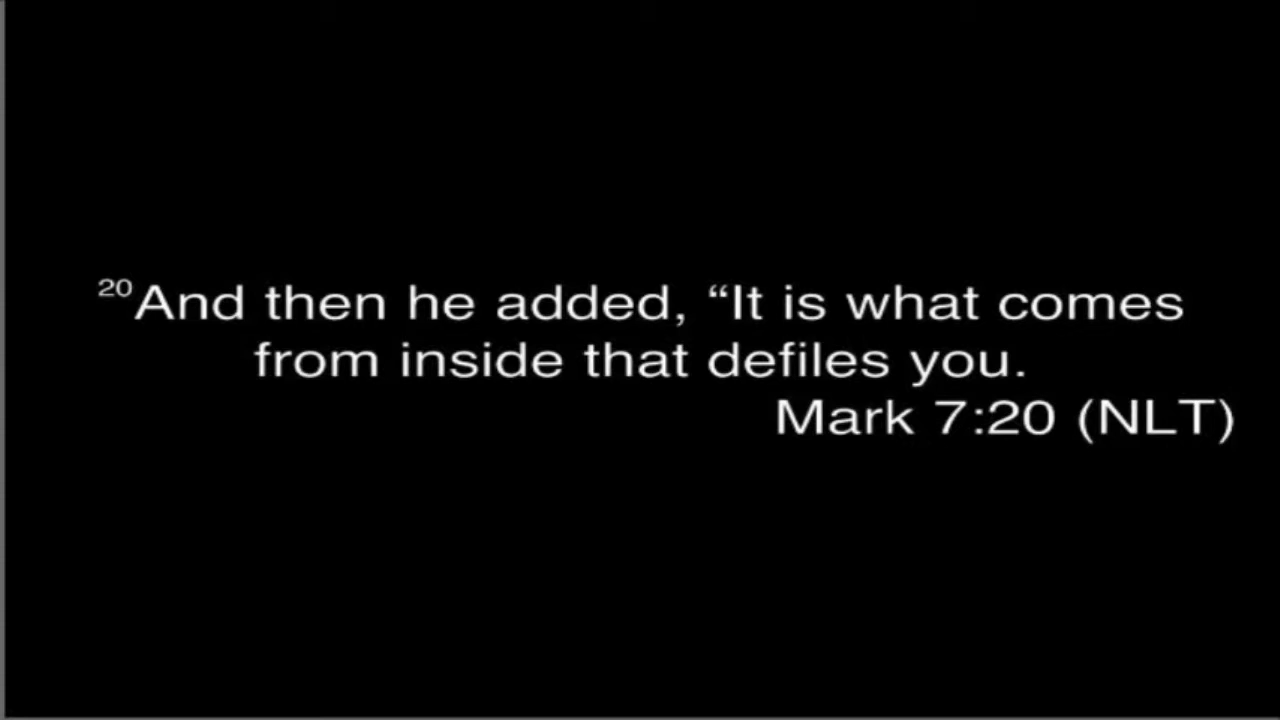 20And then he added, “It is what comes
from inside that defiles you.
Mark 7:20 (NLT)